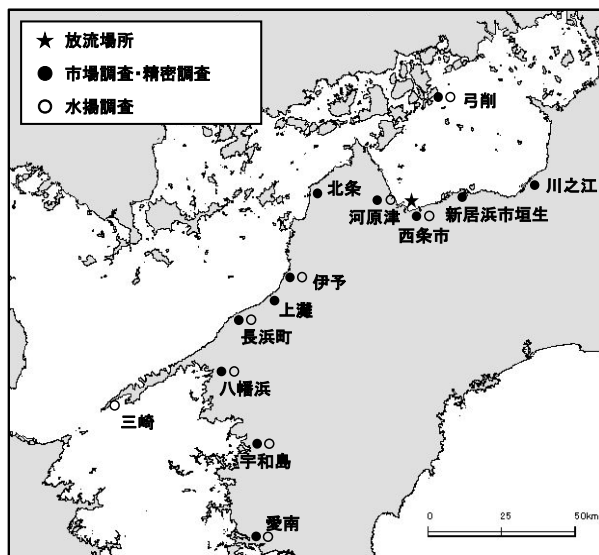 放流場所
市場調査・精密調査
水揚調査
弓削
川之江
北条
河原津
新居浜市垣生
西条市
伊予
上灘
長浜町
八幡浜
三崎
宇和島
愛南
0 25 50km